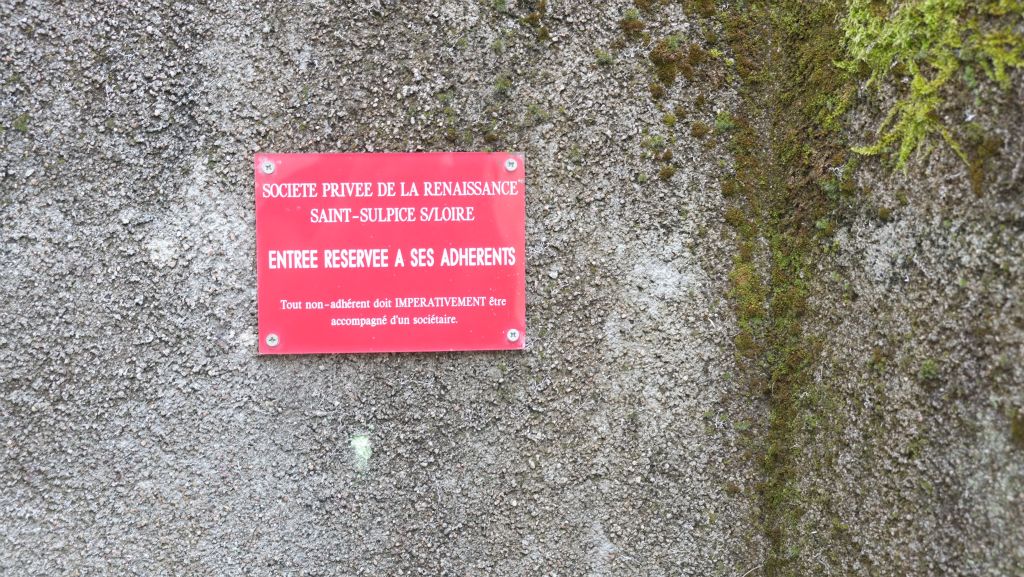 SOCIETE PRIVEE DE LA RENAISSANCE
SAINT-SULPICE S/LOIRE
ENTREE RESERVEE A SES ADHERENTS
Tout non-adhérent doit IMPERATIVEMENT être
accompagné d'un sociétaire.